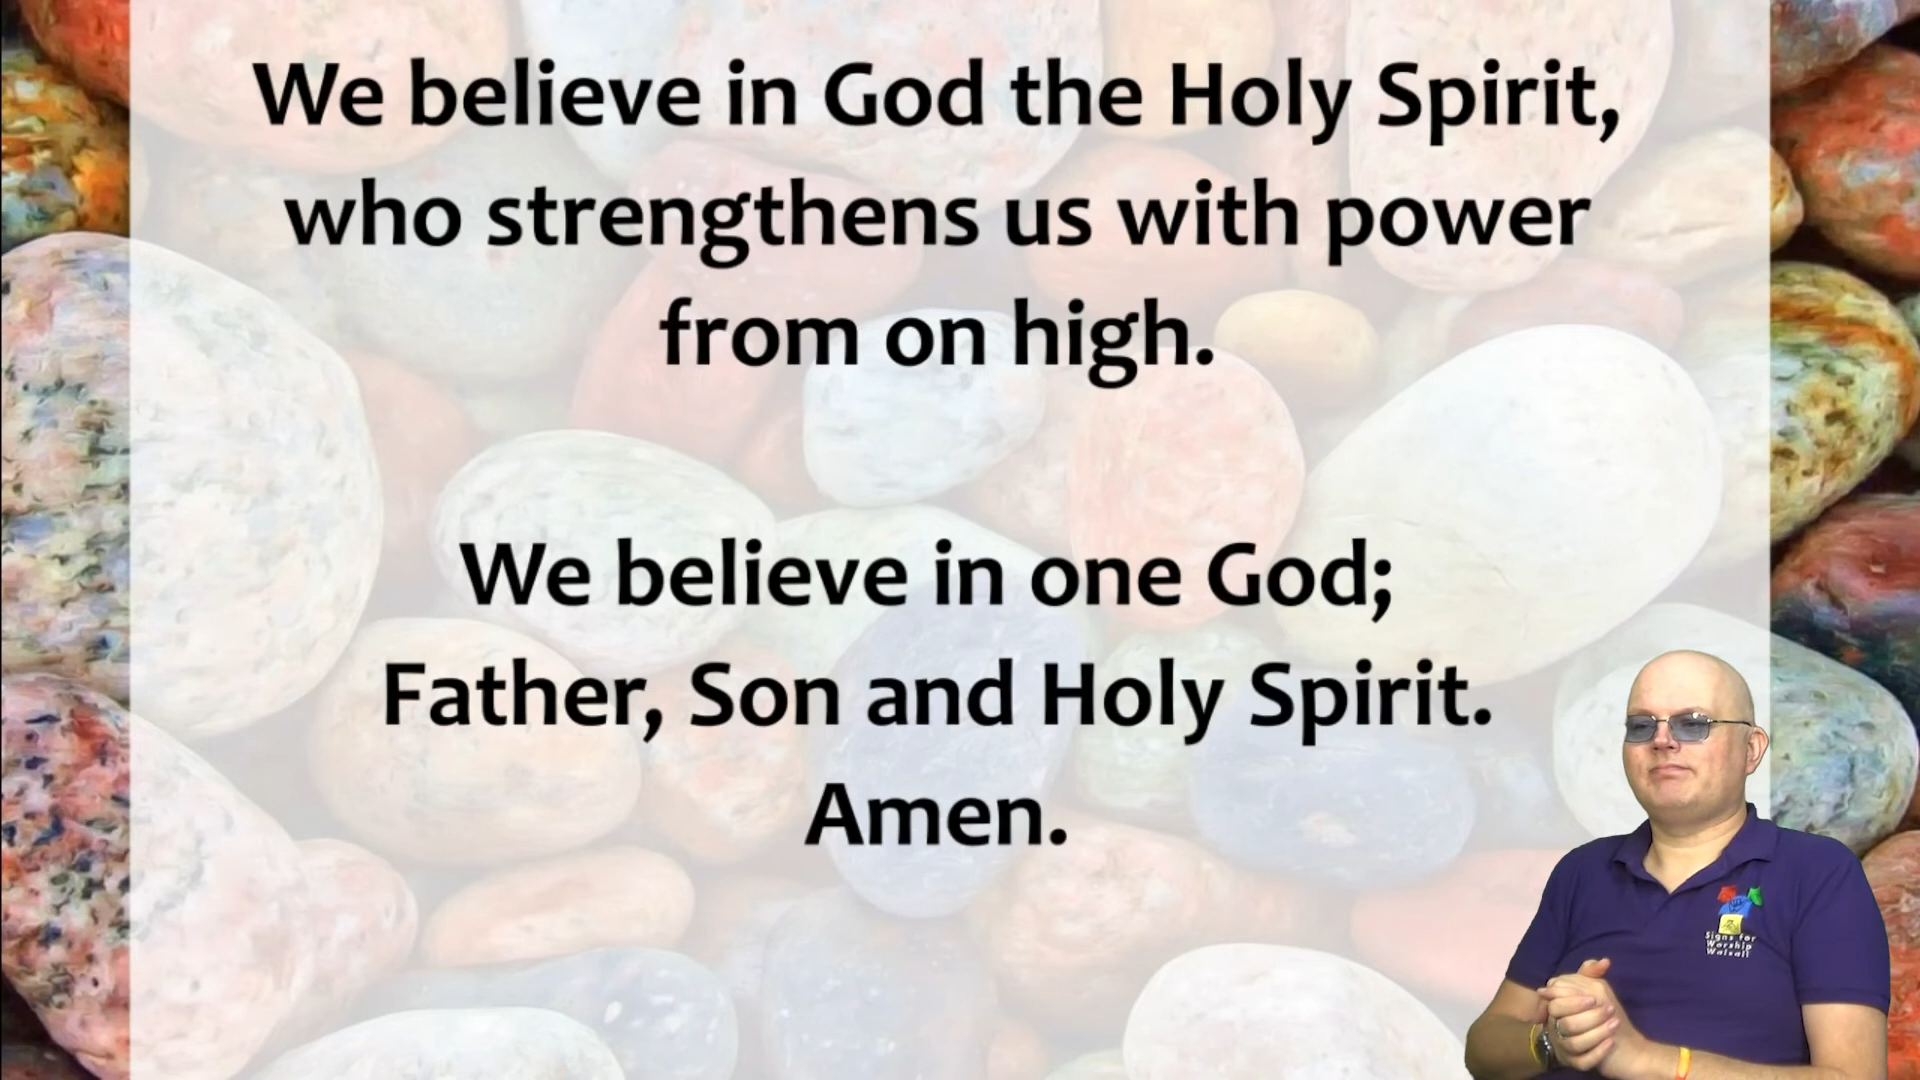 We believe in God the Holy Spirit,
who strengthens us with power
from on high.
We believe in one God;
Father, Son and Holy Spirit.
Amen.
Signs for
Worship
Walsall